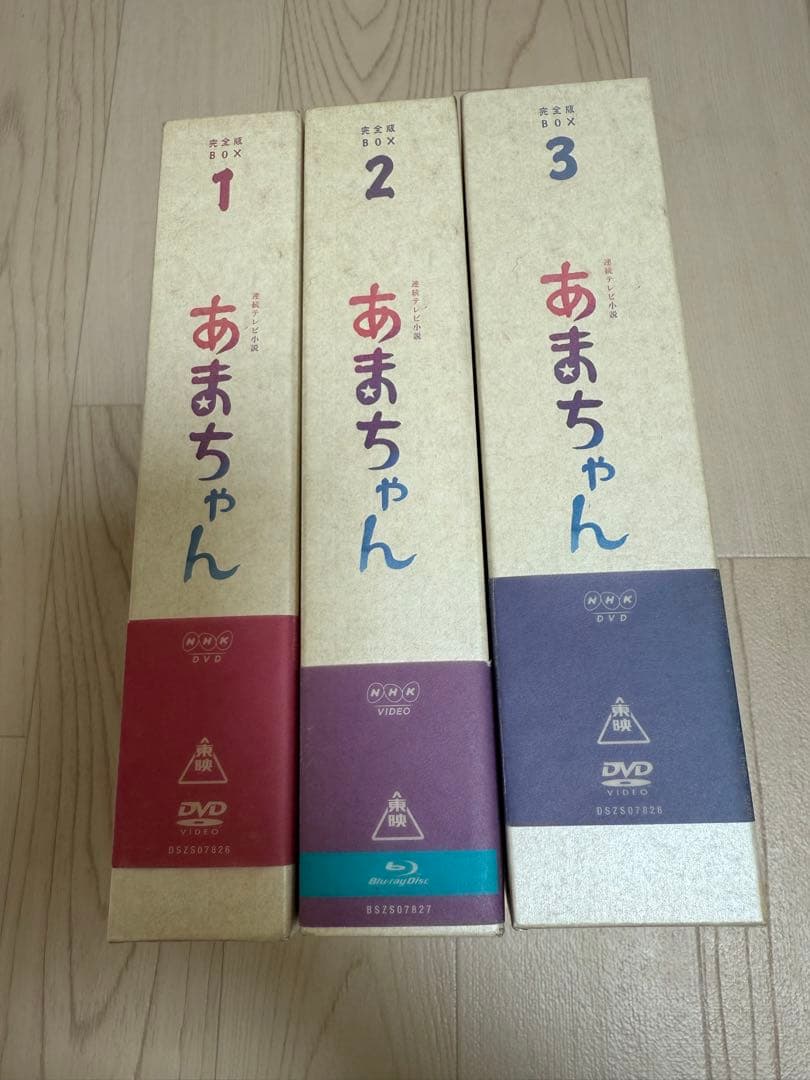 完全版
BOX
1
連続テレビ小説
あまちゃん
NHK
DVD
東映
DVD
VIDEO
DSZS07826
完全版
BOX
2
連続テレビ小説
あまちゃん
NHK
VIDEO
東映
Blu-ray Disc
BSZS07827
完全版
BOX
3
連続テレビ小説
あまちゃん
NHK
DVD
東映
DVD
VIDEO
DSZS07828